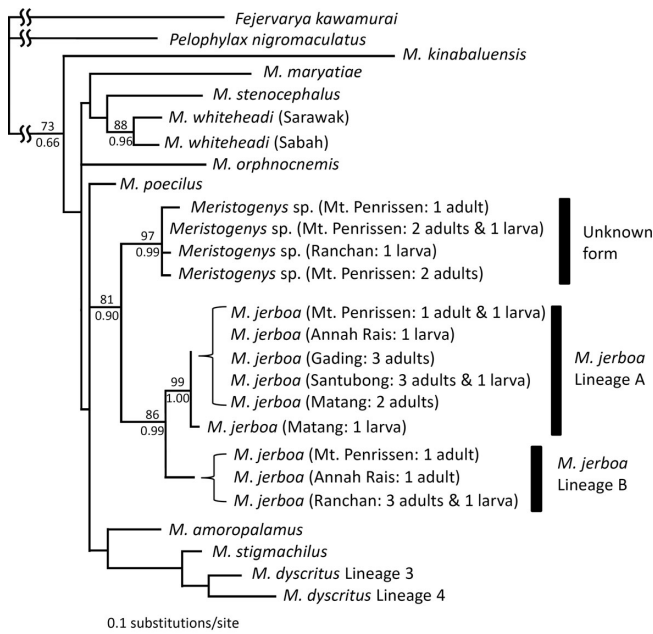 Fejervarya kawamurai
Pelophylax nigromaculatus
M. kinabaluensis
73
0.66
M. maryatiae
M. stenocephalus
88
0.96
M. whiteheadi (Sarawak)
M. whiteheadi (Sabah)
M. orphnocnemis
M. poecilus
Meristogenys sp. (Mt. Penrissen: 1 adult)
Meristogenys sp. (Mt. Penrissen: 2 adults & 1 larva)
Meristogenys sp. (Ranchan: 1 larva)
Meristogenys sp. (Mt. Penrissen: 2 adults)
97
0.99
Unknown
form
81
0.90
M. jerboa (Mt. Penrissen: 1 adult & 1 larva)
M. jerboa (Annah Rais: 1 larva)
M. jerboa (Gading: 3 adults)
M. jerboa (Santubong: 3 adults & 1 larva)
M. jerboa (Matang: 2 adults)
M. jerboa (Matang: 1 larva)
99
1.00
M. jerboa
Lineage A
86
0.99
M. jerboa (Mt. Penrissen: 1 adult)
M. jerboa (Annah Rais: 1 adult)
M. jerboa (Ranchan: 3 adults & 1 larva)
M. jerboa
Lineage B
M. amoropalamus
M. stigmachilus
M. dyscritus Lineage 3
M. dyscritus Lineage 4
0.1 substitutions/site